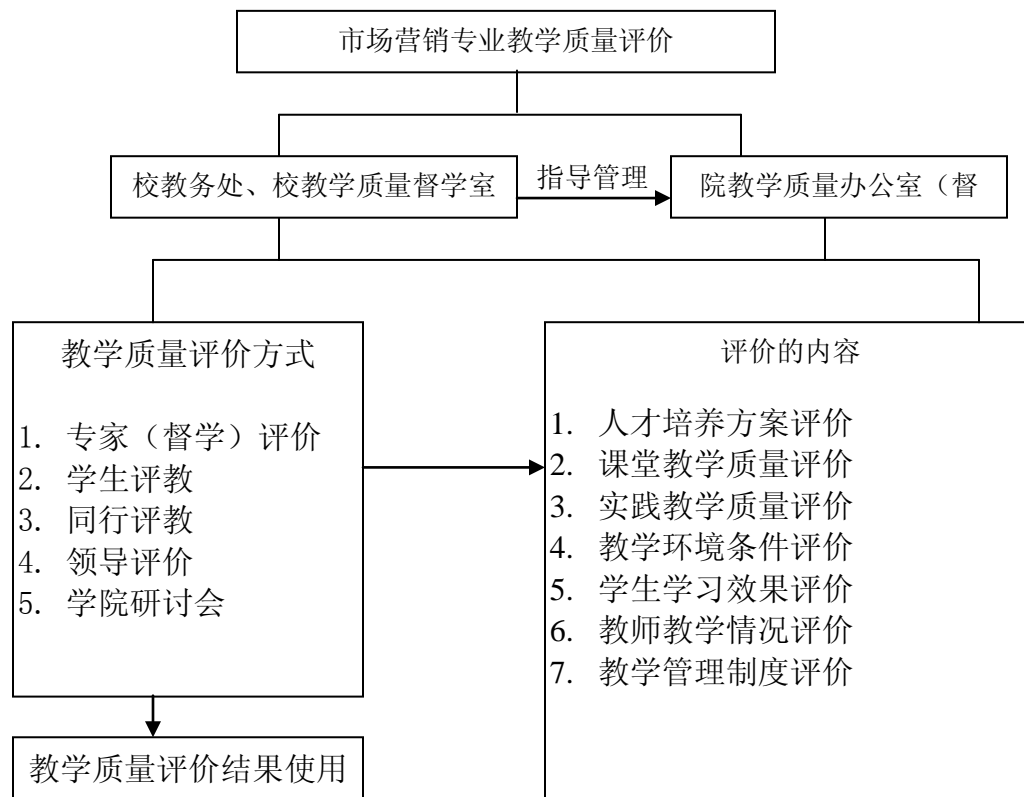 市场营销专业教学质量评价
校教务处、校教学质量督学室
指导管理
院教学质量办公室（督
教学质量评价方式
1. 专家（督学）评价
2. 学生评教
3. 同行评教
4. 领导评价
5. 学院研讨会
评价的内容
1. 人才培养方案评价
2. 课堂教学质量评价
3. 实践教学质量评价
4. 教学环境条件评价
5. 学生学习效果评价
6. 教师教学情况评价
7. 教学管理制度评价
教学质量评价结果使用